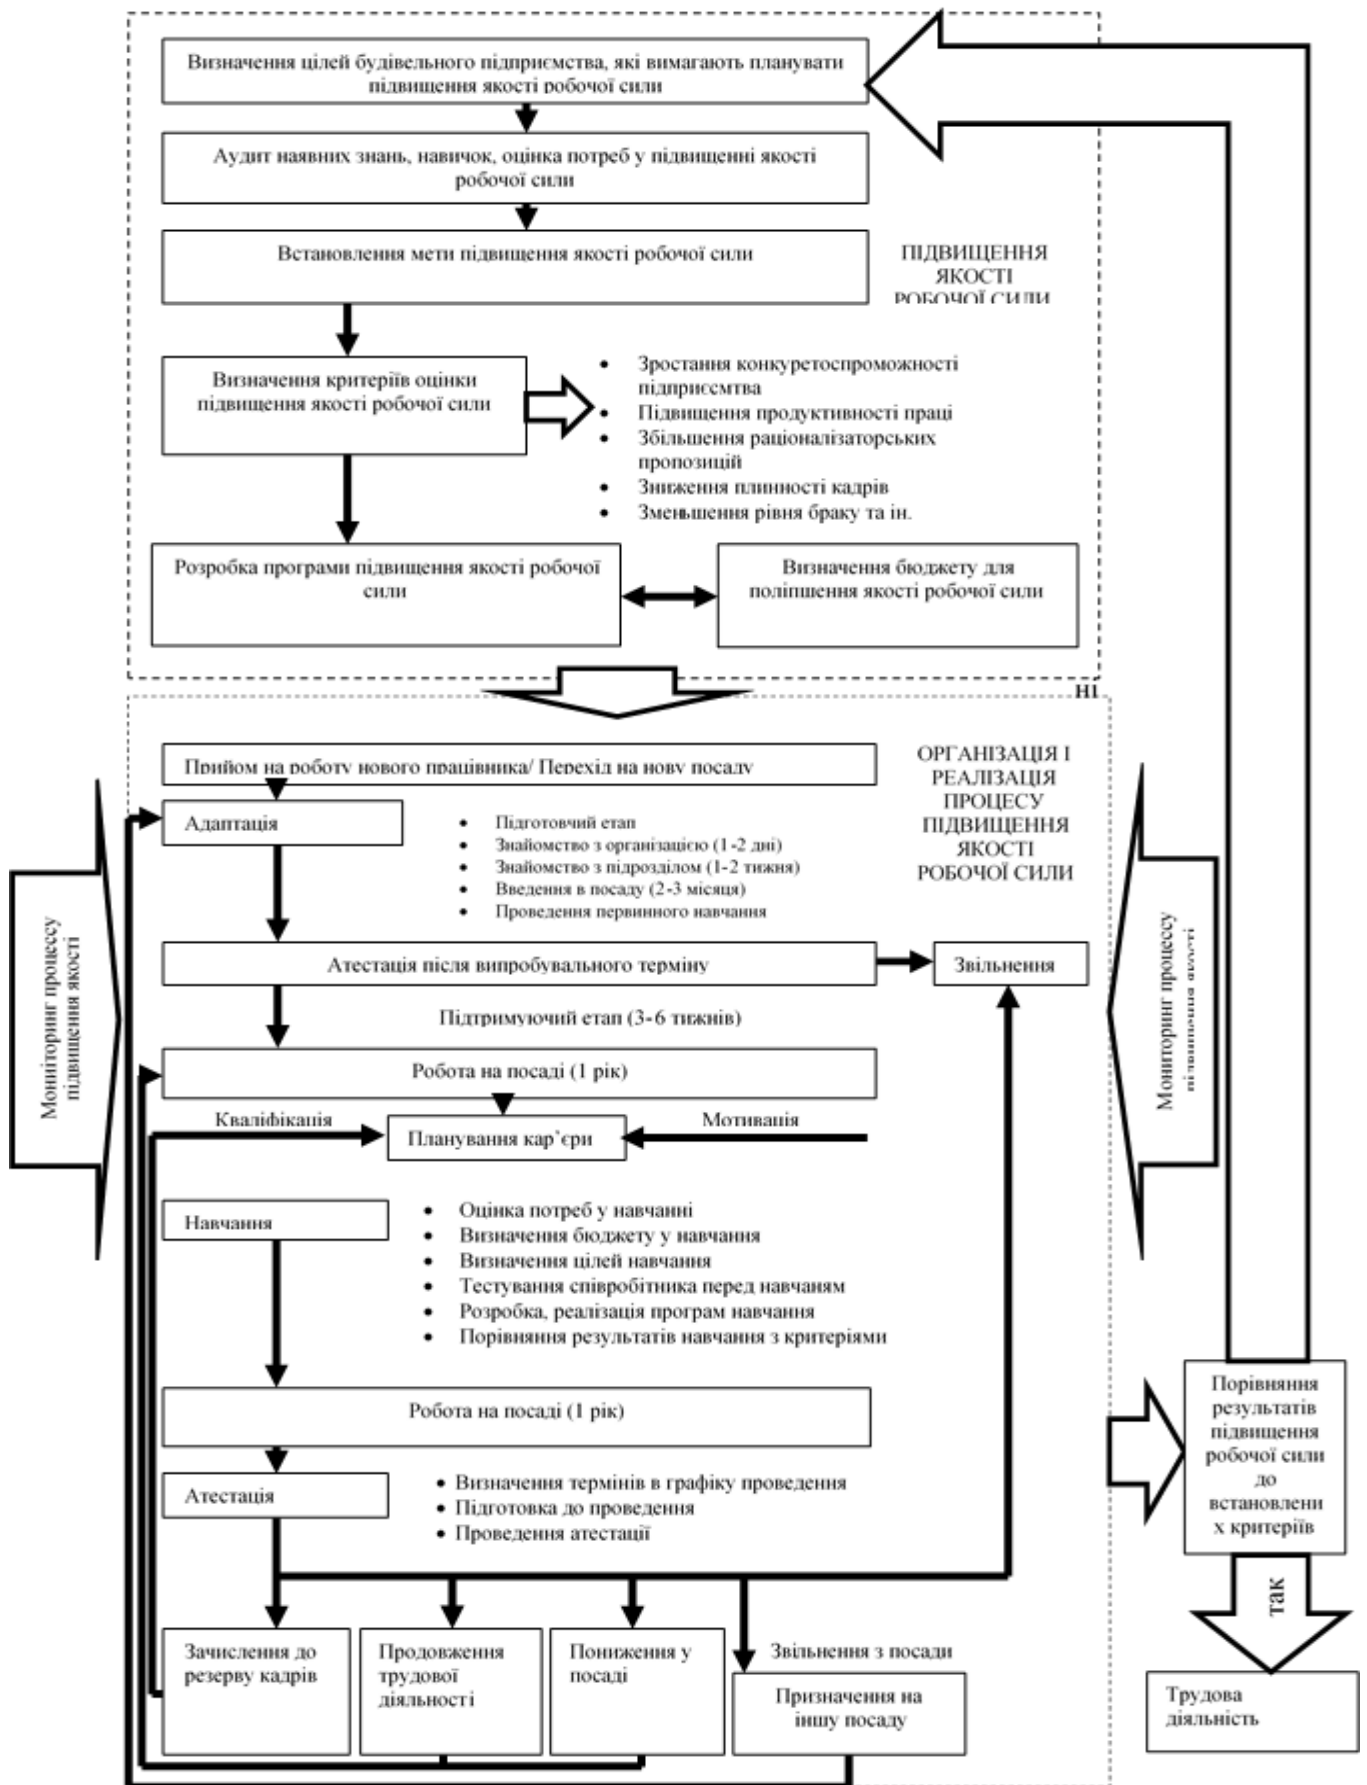 Визначення цілей будівельного підприємства, які вимагають планувати
підвищення якості робочої сили
Аудит наявних знань, навичок, оцінка потреб у підвищенні якості
робочої сили
Встановлення мети підвищення якості робочої сили
ПІДВИЩЕННЯ
ЯКОСТІ
РОБОЧОЇ СИЛИ
Визначення критеріїв оцінки
підвищення якості робочої сили
• Зростання конкуретоспроможності
підприємтва
• Підвищення продуктивності праці
• Збільшення раціоналізаторських
пропозицій
• Зниження плинності кадрів
• Зменьшення рівня браку та ін.
Розробка програми підвищення якості робочої
сили
Визначення бюджету для
поліпшення якості робочої сили
НІ
Прийом на роботу нового працівника/ Перехід на нову посаду
ОРГАНІЗАЦІЯ І
РЕАЛІЗАЦІЯ
ПРОЦЕСУ
ПІДВИЩЕННЯ
ЯКОСТІ
РОБОЧОЇ СИЛИ
Адаптація
• Підготовчий етап
• Знайомство з організацією (1-2 дні)
• Знайомство з підрозділом (1-2 тижня)
• Введення в посаду (2-3 місяця)
• Проведення первинного навчання
Мониіторинг процессу
підвищення якості
Мониторинг процессу
Атестація після випробувального терміну
Звільнення
Підтримуючий етап (3-6 тижнів)
Робота на посаді (1 рік)
Кваліфікація
Планування кар’єри
Мотивація
Навчання
• Оцінка потреб у навчанні
• Визначення бюджету у навчання
• Визначення цілей навчання
• Тестування співробітника перед навчаням
• Розробка, реалізація програм навчання
• Порівняння результатів навчання з критеріями
Порівняння
результатів
підвищення
робочої сили
до
встановлени
х критеріїв
Робота на посаді (1 рік)
Атестація
• Визначення термінів в графіку проведення
• Підготовка до проведення
• Проведення атестації
так
Зачислення до
резерву кадрів
Продовження
трудової
діяльності
Пониження у
посаді
Звільнення з посади
Призначення на
іншу посаду
Трудова
діяльність